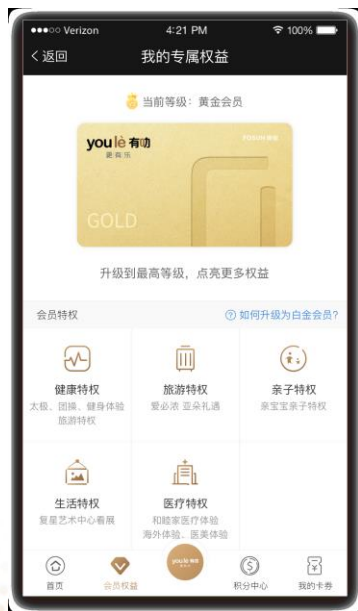 Verizon 4:21 PM 100%
返回 我的专属权益
当前等级：黄金会员
youlè 有叻
FOSUN 复星
GOLD
升级到最高等级，点亮更多权益
会员特权 ? 如何升级为白金会员?
健康特权 旅游特权 亲子特权
太极、团操、健身体验 爱必浓 亚朵礼遇 亲宝宝亲子特权
旅游特权
生活特权 医疗特权
复星艺术中心看展 和睦家医疗体验
海外体验、医美体验
youlè 有叻
首页 会员权益 积分中心 我的卡券